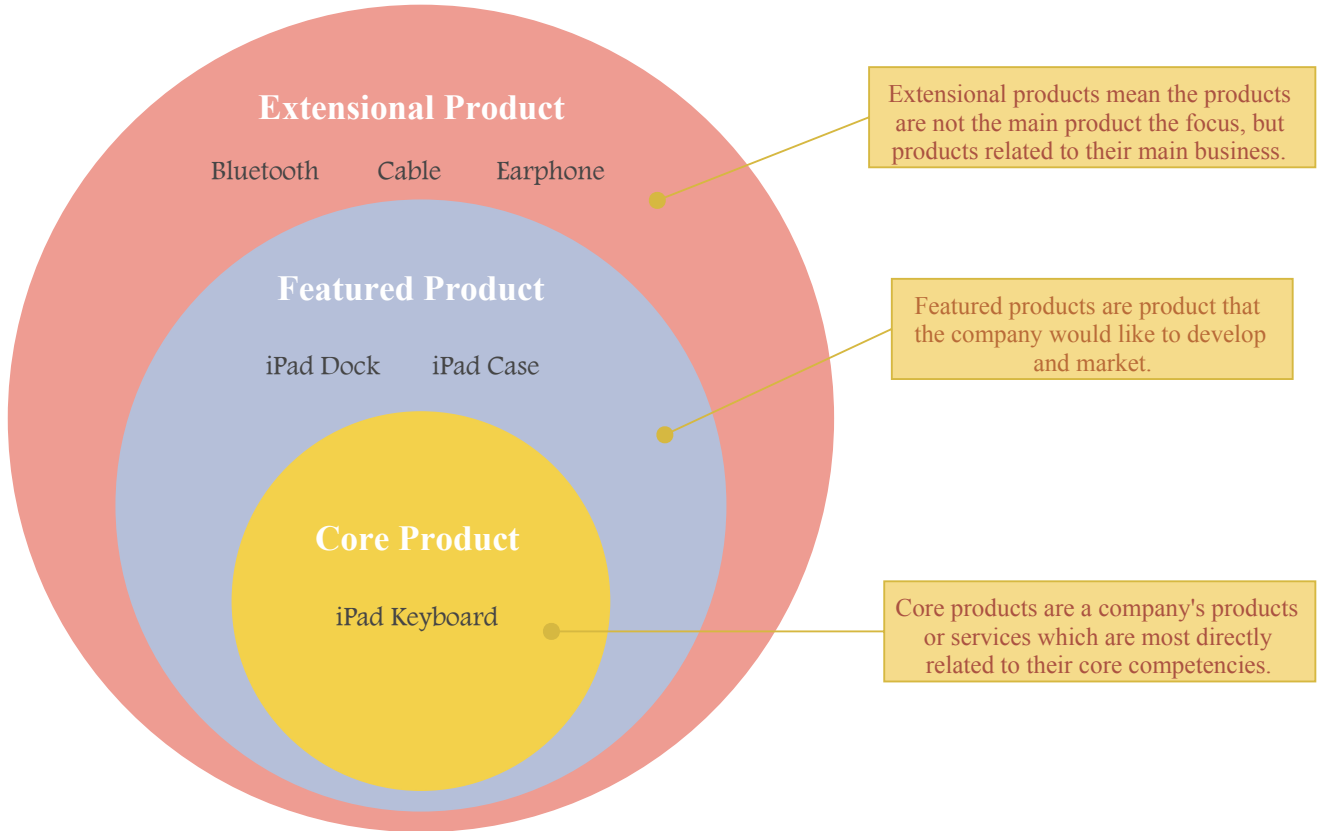 Extensional Product
Bluetooth Cable Earphone
Extensional products mean the products
are not the main product the focus, but
products related to their main business.
Featured Product
iPad Dock iPad Case
Featured products are product that
the company would like to develop
and market.
Core Product
iPad Keyboard
Core products are a company's products
or services which are most directly
related to their core competencies.